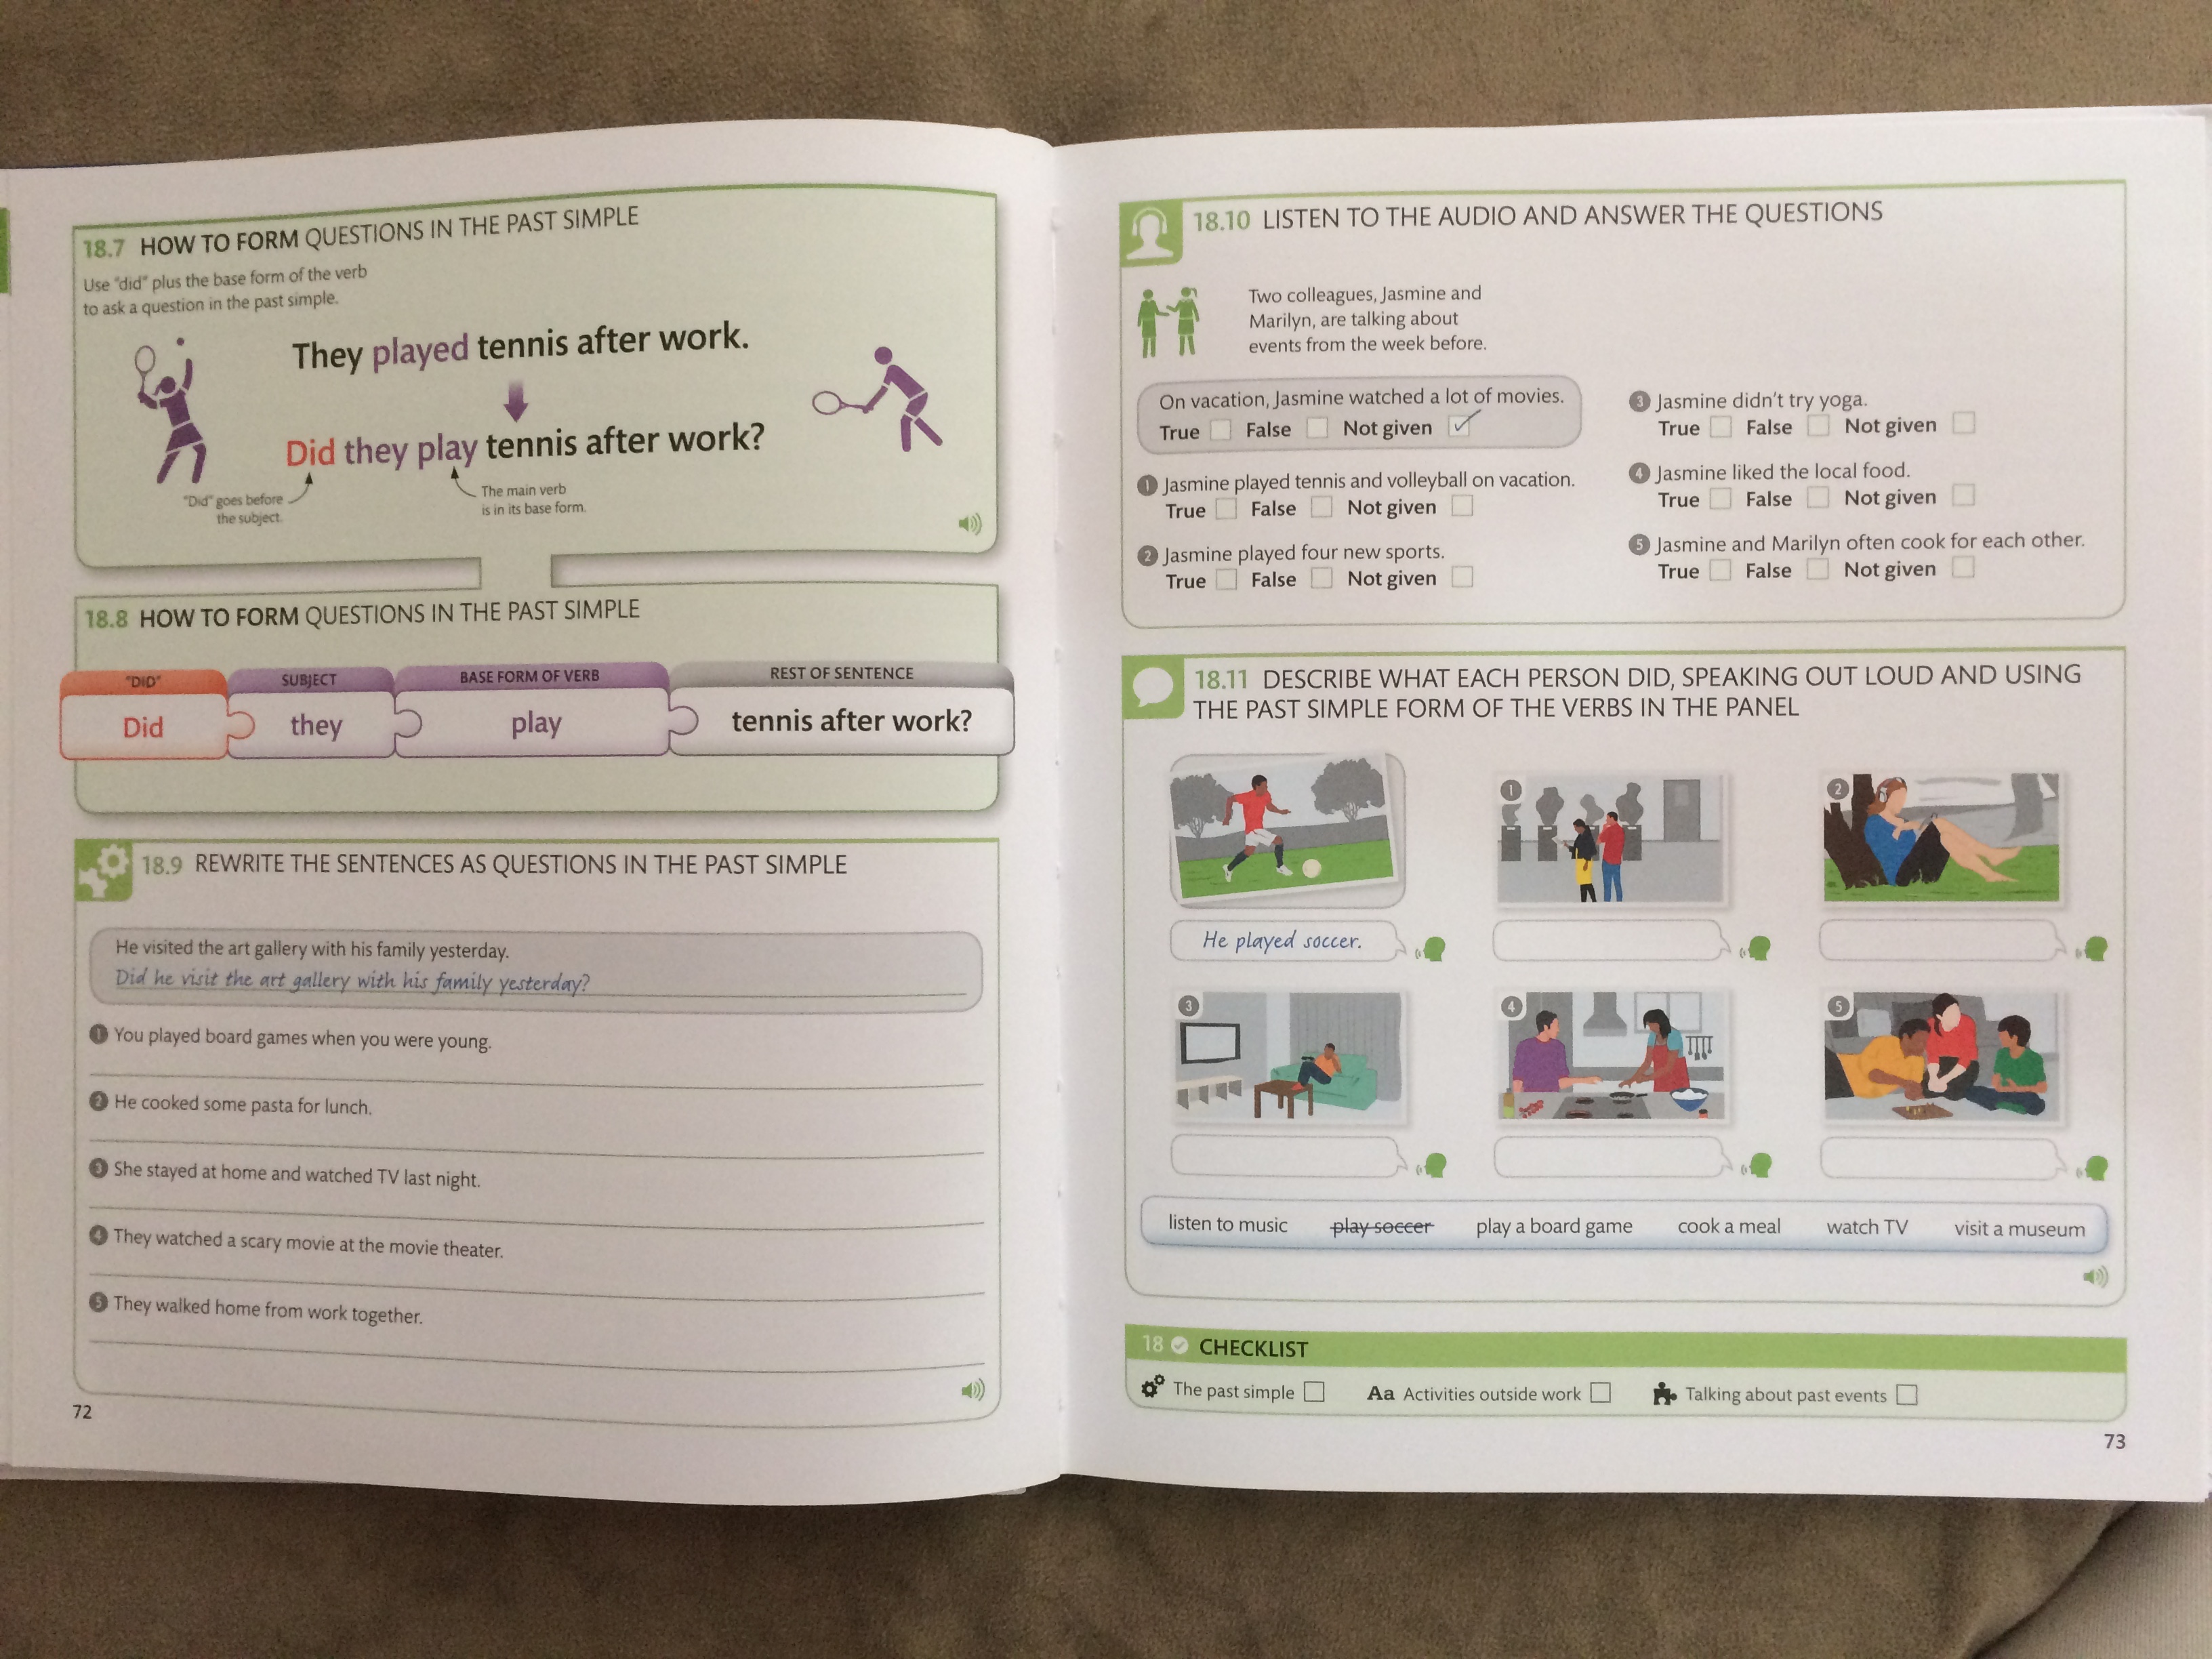 18.7 HOW TO FORM QUESTIONS IN THE PAST SIMPLE
Use "did" plus the base form of the verb
to ask a question in the past simple.
They played tennis after work.
Did they play tennis after work?
"Did" goes before
the subject.
The main verb
is in its base form.
18.8 HOW TO FORM QUESTIONS IN THE PAST SIMPLE
"DID" SUBJECT BASE FORM OF VERB REST OF SENTENCE
Did they play tennis after work?
18.9 REWRITE THE SENTENCES AS QUESTIONS IN THE PAST SIMPLE
He visited the art gallery with his family yesterday.
Did he visit the art gallery with his family yesterday?
1 You played board games when you were young.
2 He cooked some pasta for lunch.
3 She stayed at home and watched TV last night.
4 They watched a scary movie at the movie theater.
5 They walked home from work together.
72
18.10 LISTEN TO THE AUDIO AND ANSWER THE QUESTIONS
Two colleagues, Jasmine and
Marilyn, are talking about
events from the week before.
On vacation, Jasmine watched a lot of movies.
True False Not given
1 Jasmine played tennis and volleyball on vacation.
True False Not given
2 Jasmine played four new sports.
True False Not given
3 Jasmine didn't try yoga.
True False Not given
4 Jasmine liked the local food.
True False Not given
5 Jasmine and Marilyn often cook for each other.
True False Not given
18.11 DESCRIBE WHAT EACH PERSON DID, SPEAKING OUT LOUD AND USING
THE PAST SIMPLE FORM OF THE VERBS IN THE PANEL
He played soccer.
1
2
3
4
5
listen to music play soccer play a board game cook a meal watch TV visit a museum
18 CHECKLIST
The past simple Aa Activities outside work Talking about past events
73